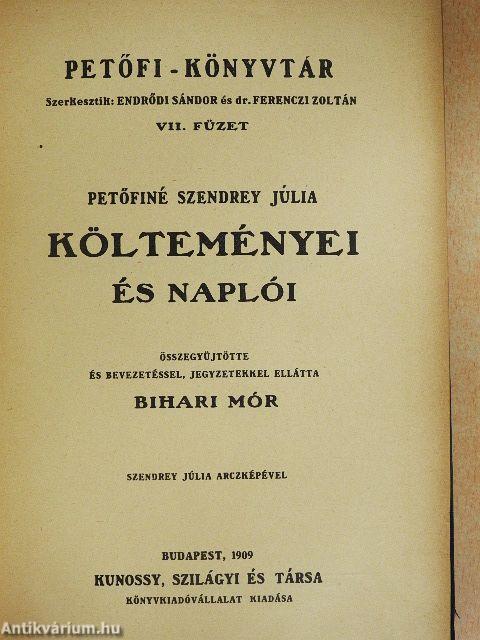 PETŐFI - KÖNYVTÁR
Szerkesztik: ENDRŐDI SÁNDOR és dr. FERENCZI ZOLTÁN
VII. FÜZET
PETŐFINÉ SZENDREY JÚLIA
KÖLTEMÉNYEI
ÉS NAPLÓI
ÖSSZEGYŰJTÖTTE
ÉS BEVEZETÉSSEL, JEGYZETEKKEL ELLÁTTA
BIHARI MÓR
SZENDREY JÚLIA ARCZKÉPÉVEL
BUDAPEST, 1909
KUNOSSY, SZILÁGYI ÉS TÁRSA
KÖNYVKIADÓVÁLLALAT KIADÁSA
Antikvárium.hu